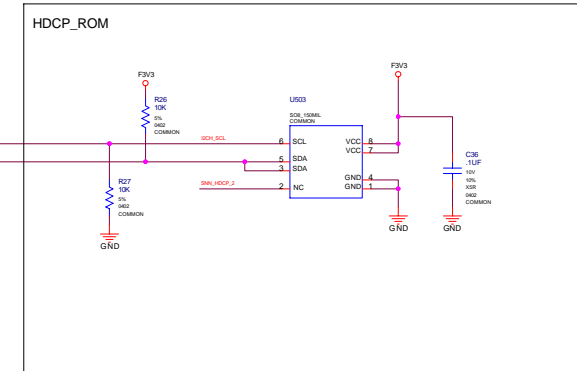 HDCP_ROM
F3V3
R26
10K
5%
0402
COMMON
F3V3
U503
SO8_150MIL
COMMON
I2CH_SCL
6 SCL VCC 8
VCC 7
5 SDA
3 SDA
GND 4
SNN_HDCP_2
2 NC GND 1
C36
.1UF
10V
10%
X5R
0402
COMMON
R27
10K
5%
0402
COMMON
GND
GND
GND